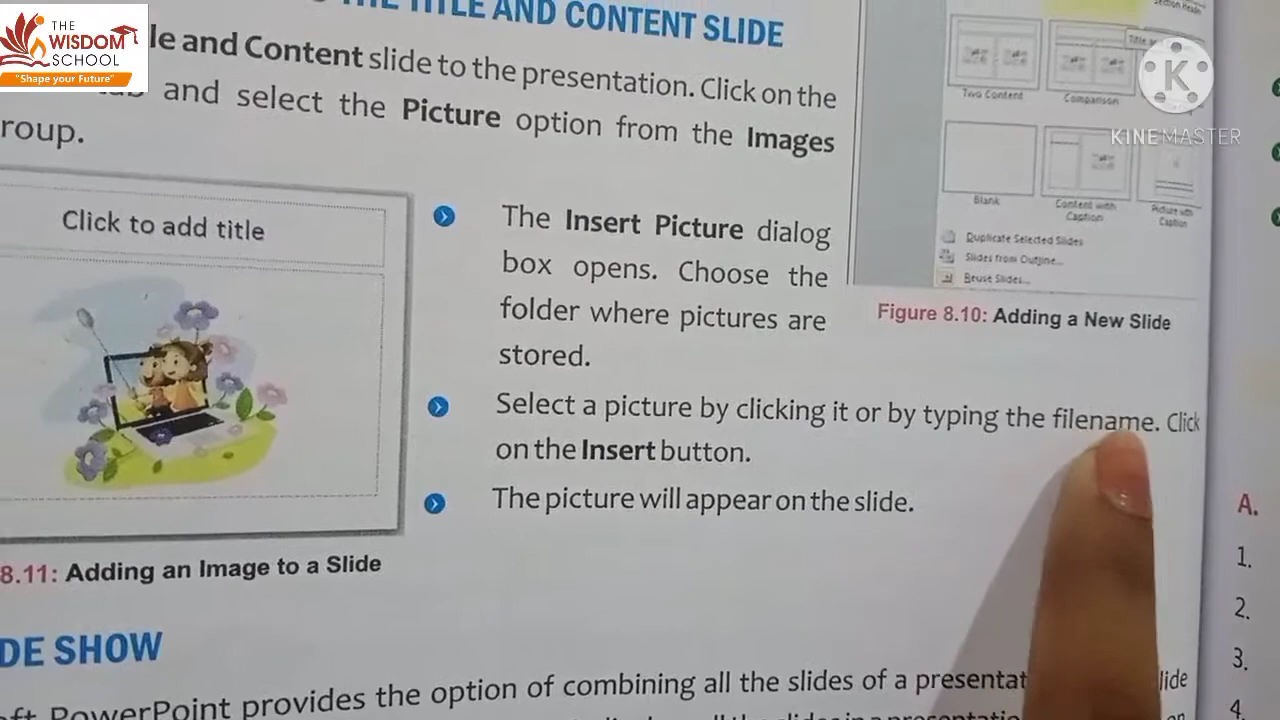 THE
WISDOM
SCHOOL
"Shape your Future"
THE TITLE AND CONTENT SLIDE
le and Content slide to the presentation. Click on the
and select the Picture option from the Images
roup.
Click to add title
The Insert Picture dialog
box opens. Choose the
folder where pictures are
stored.
Select a picture by clicking it or by typing the filename. Click
on the Insert button.
The picture will appear on the slide.
8.11: Adding an Image to a Slide
DE SHOW
PowerPoint provides the option of combining all the slides of a presentat lide
Section Header
Two Content
Comparison
Blank
Content with
Caption
Picture with
Caption
Duplicate Selected Slides
Slides from Outline...
Reuse Slides...
Figure 8.10: Adding a New Slide
K
KINEMASTER
A.
1.
2.
3.
4.